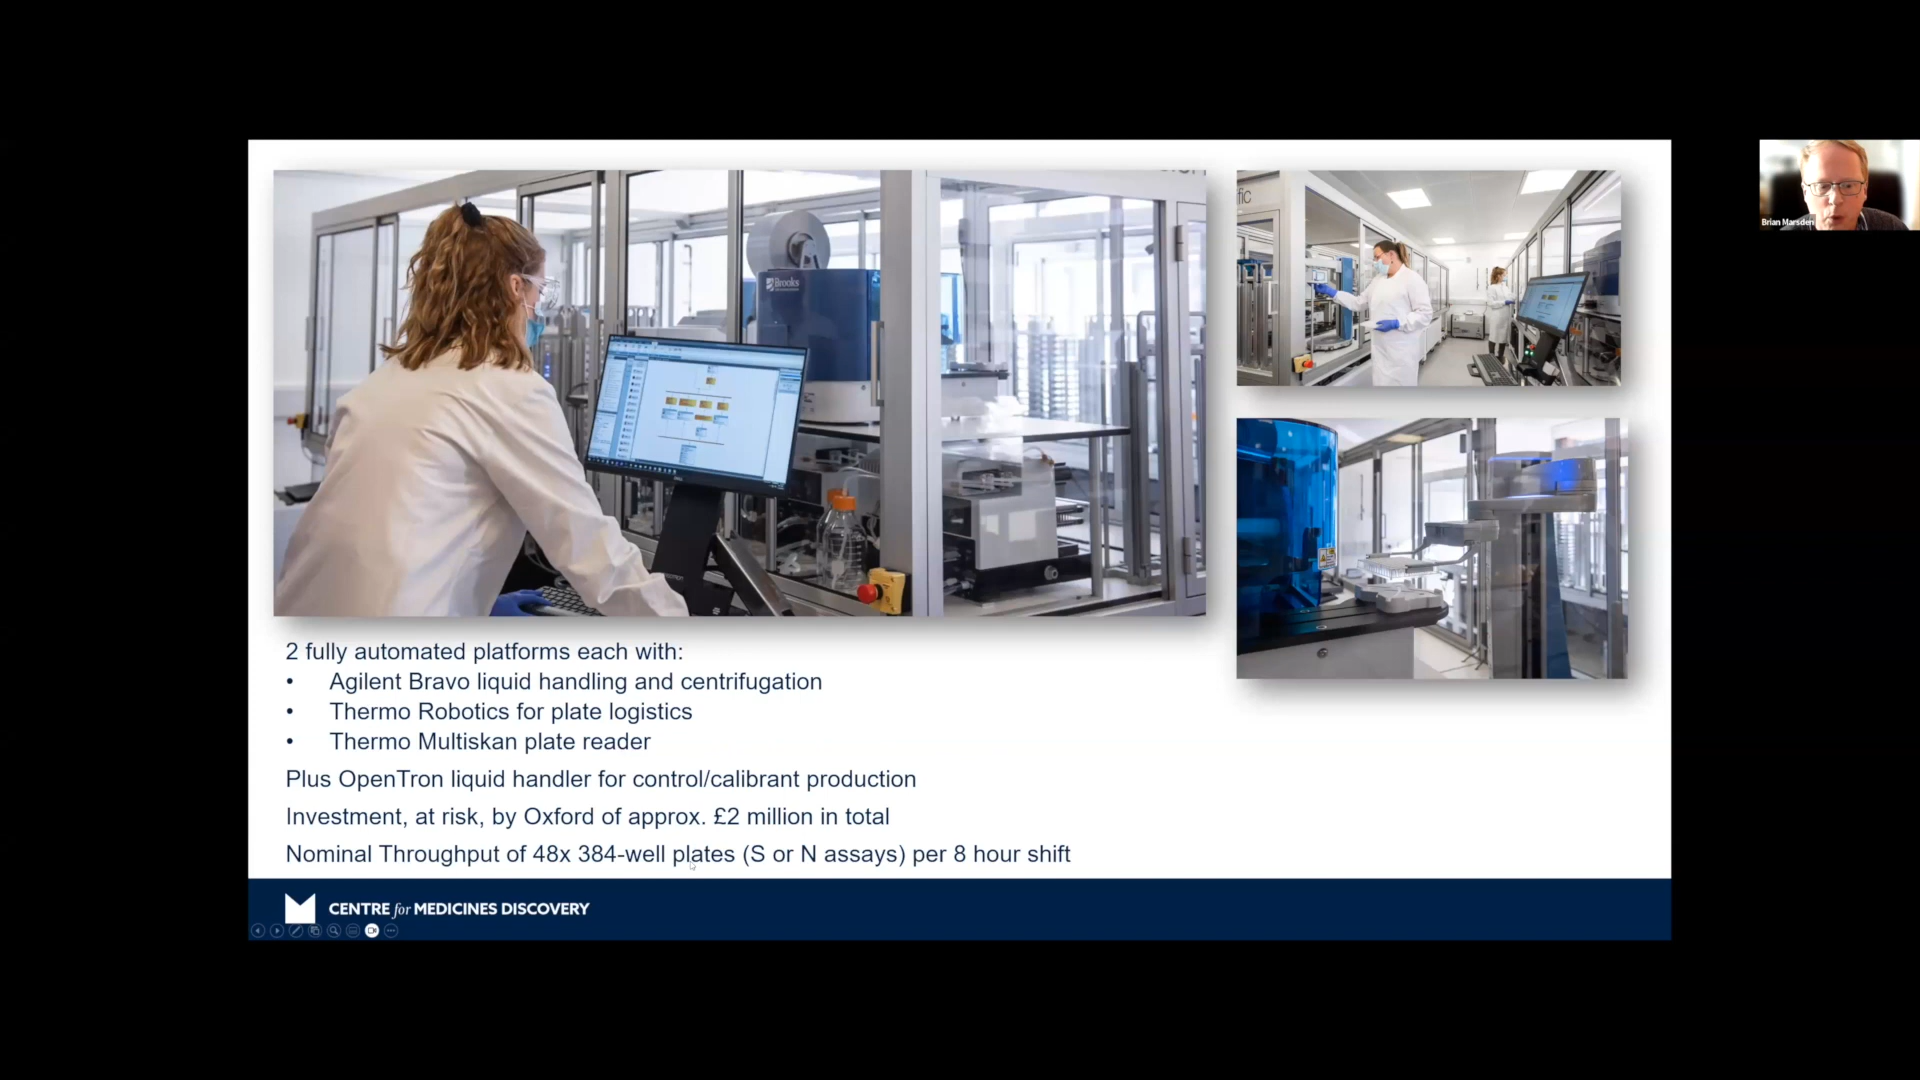 Brooks
fic
Brian Marsden
2 fully automated platforms each with:
• Agilent Bravo liquid handling and centrifugation
• Thermo Robotics for plate logistics
• Thermo Multiskan plate reader
Plus OpenTron liquid handler for control/calibrant production
Investment, at risk, by Oxford of approx. £2 million in total
Nominal Throughput of 48x 384-well plates (S or N assays) per 8 hour shift
CENTRE for MEDICINES DISCOVERY